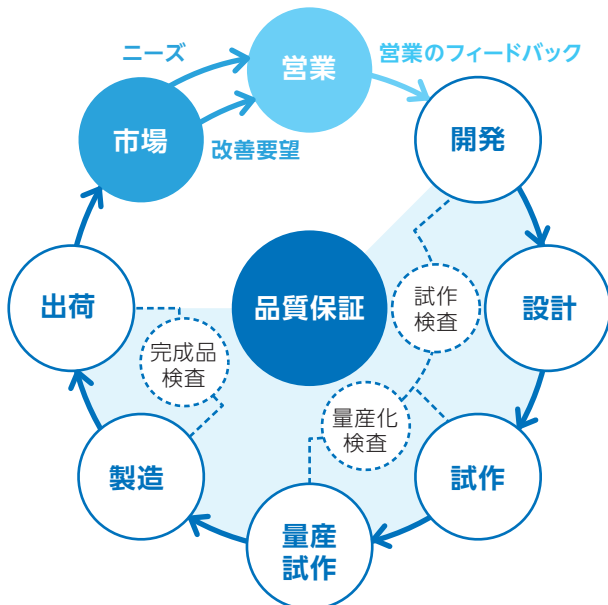 ニーズ
営業
営業のフィードバック
市場
改善要望
開発
出荷
品質保証
試作
検査
設計
完成品
検査
量産化
検査
製造
試作
量産
試作